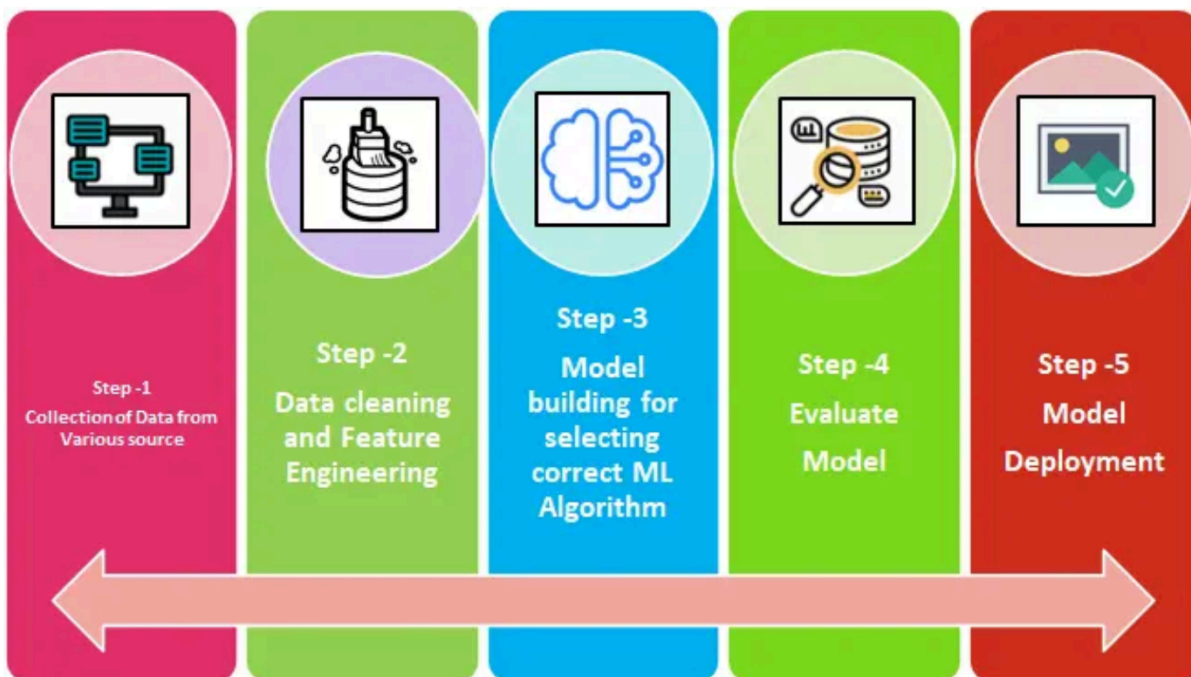 Step -1
Collection of Data from
Various source
Step -2
Data cleaning
and Feature
Engineering
Step -3
Model
building for
selecting
correct ML
Algorithm
Step -4
Evaluate
Model
Step -5
Model
Deployment